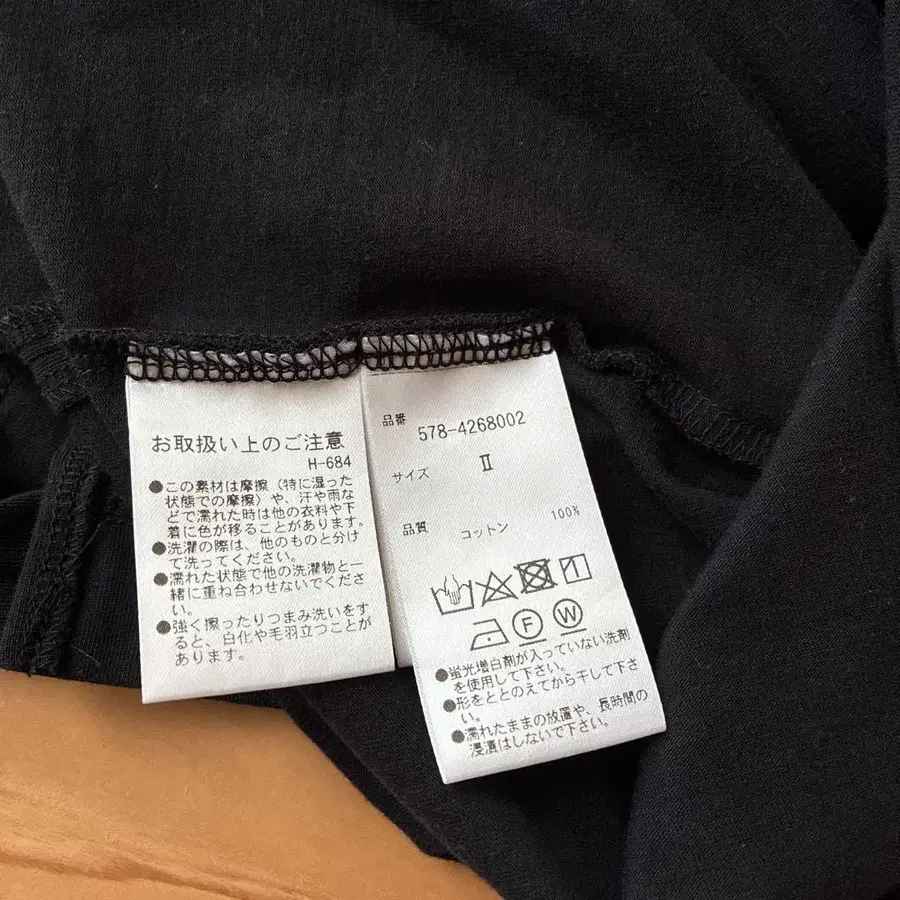 お取扱い上のご注意
H-684
●この素材は摩擦(特に湿った
状態での摩擦)や、汗や雨な
どで濡れた時は他の衣料や下
着に色が移ることがあります。
●洗濯の際は、他のものと分け
て洗ってください。
●濡れた状態で他の洗濯物と一
緒に重ね合わせないでくださ
い。
●強く擦ったりつまみ洗いをす
ると、白化や毛羽立つことが
あります。
品番 578-4268002
サイズ Ⅱ
品質 コットン 100%
F W
●蛍光増白剤が入っていない洗剤
を使用して下さい。
●形をととのえてから干して下さ
い。
●濡れたままの放置や、長時間の
浸漬はしないで下さい。